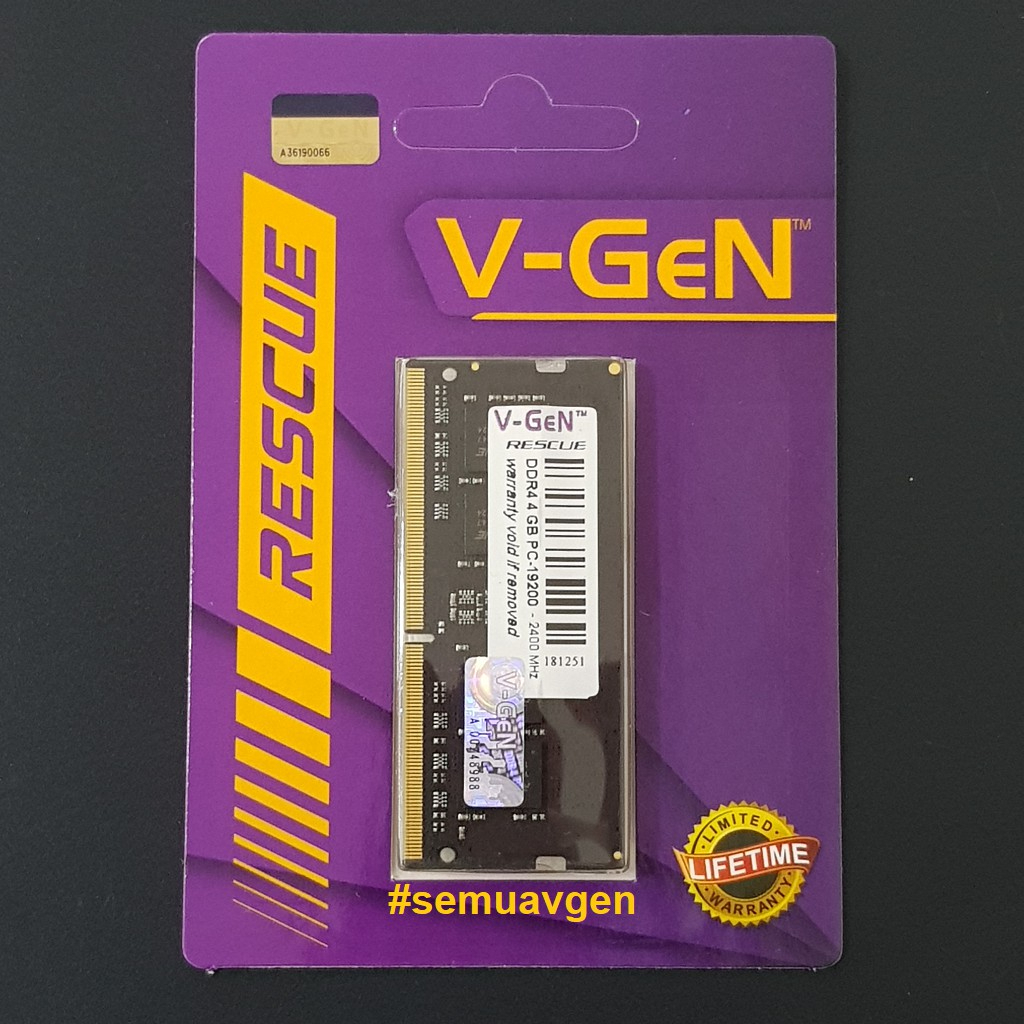 V-GeN
A36190066
RESCUE
V-GeN™
V-GeN™
RESCUE
DDR4 4 GB PC-19200 - 2400 MHz
warranty void if removed
181251
V-GeN
LIMITED
LIFETIME
WARRANTY
#semuavgen